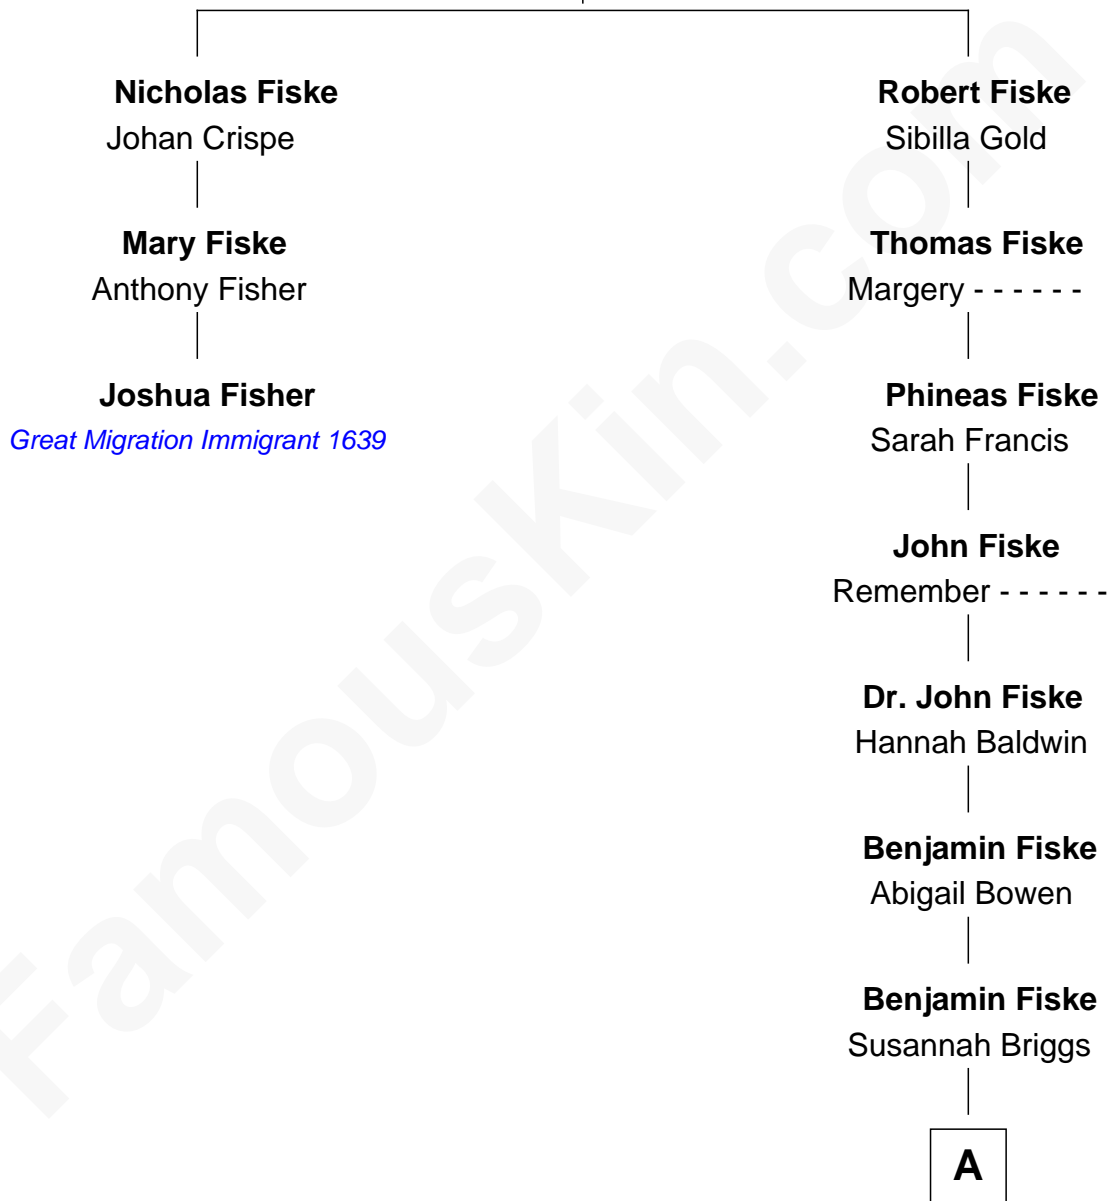 Nicholas Fiske
Johan Crispe
Mary Fiske
Anthony Fisher
Joshua Fisher
Great Migration Immigrant 1639
Robert Fiske
Sibilla Gold
Thomas Fiske
Margery - - - - - -
Phineas Fiske
Sarah Francis
John Fiske
Remember - - - - - -
Dr. John Fiske
Hannah Baldwin
Benjamin Fiske
Abigail Bowen
Benjamin Fiske
Susannah Briggs
A
FamousKin.com